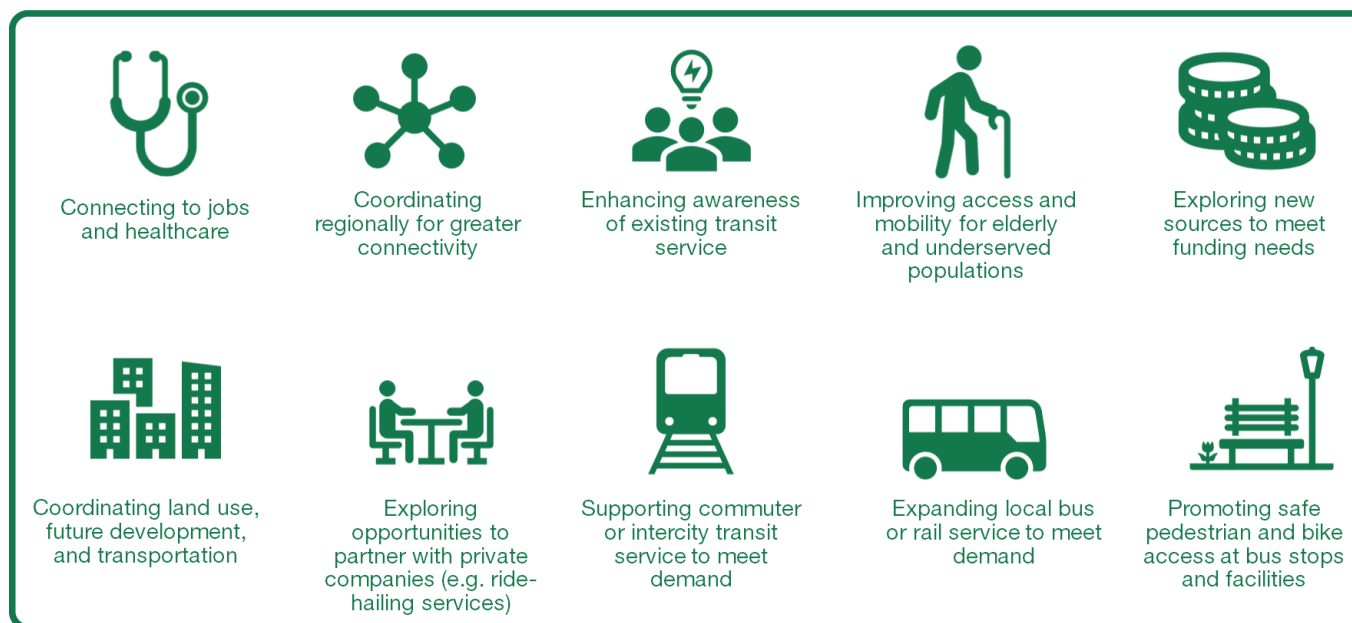 Connecting to jobs
and healthcare
Coordinating
regionally for greater
connectivity
Enhancing awareness
of existing transit
service
Improving access and
mobility for elderly
and underserved
populations
Exploring new
sources to meet
funding needs
Coordinating land use,
future development,
and transportation
Exploring
opportunities to
partner with private
companies (e.g. ride-
hailing services)
Supporting commuter
or intercity transit
service to meet
demand
Expanding local bus
or rail service to meet
demand
Promoting safe
pedestrian and bike
access at bus stops
and facilities